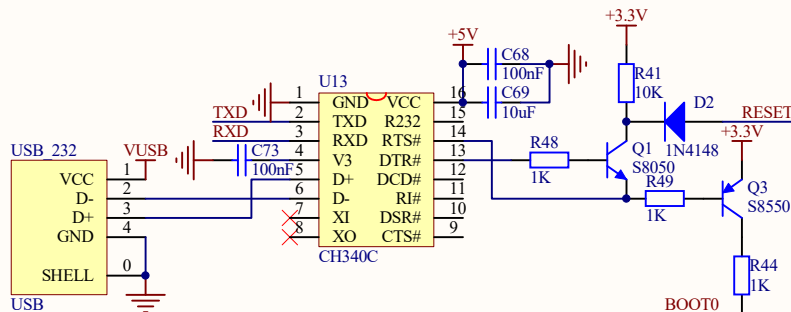 +3.3V
+5V
C68
100nF
C69
10uF
R41
10K
D2
1N4148
RESET
U13
1 GND VCC 16
TXD 2 TXD R232 15
RXD 3 RXD RTS# 14
4 V3 DTR# 13
5 D+ DCD# 12
6 D- RI# 11
7 XI DSR# 10
8 XO CTS# 9
CH340C
C73
100nF
R48
1K
Q1
S8050
+3.3V
R49
1K
Q3
S8550
R44
1K
BOOT0
USB_232
VUSB
VCC 1
D- 2
D+ 3
GND 4
SHELL 0
USB